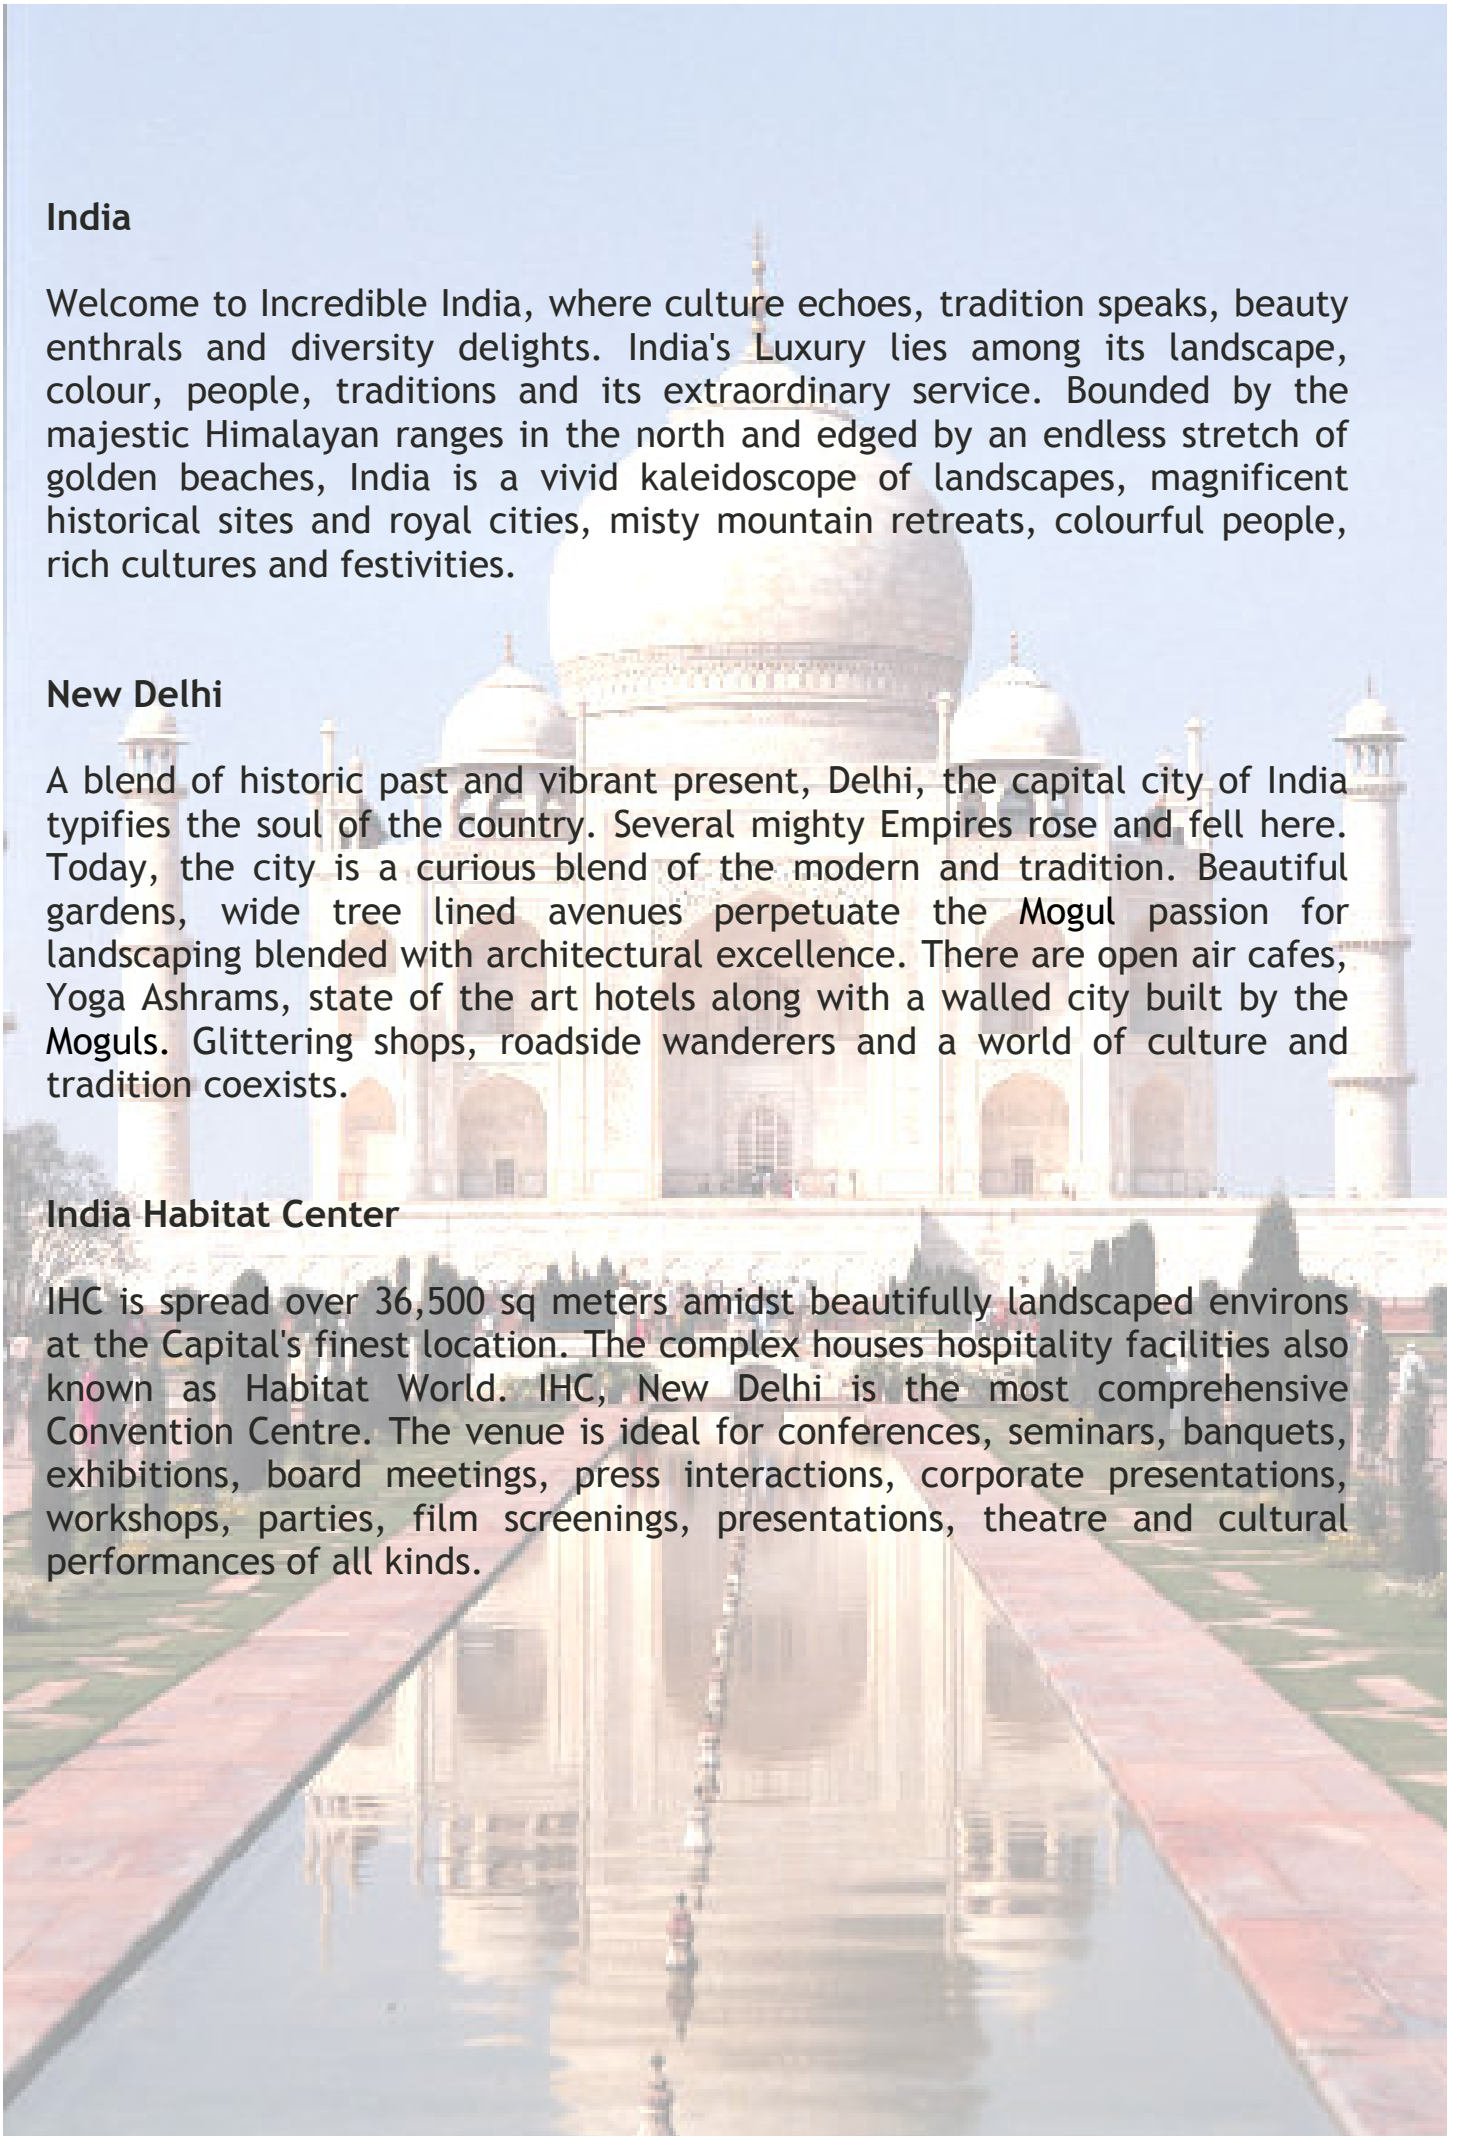 India
Welcome to Incredible India, where culture echoes, tradition speaks, beauty
enthrals and diversity delights. India's Luxury lies among its landscape,
colour, people, traditions and its extraordinary service. Bounded by the
majestic Himalayan ranges in the north and edged by an endless stretch of
golden beaches, India is a vivid kaleidoscope of landscapes, magnificent
historical sites and royal cities, misty mountain retreats, colourful people,
rich cultures and festivities.
New Delhi
A blend of historic past and vibrant present, Delhi, the capital city of India
typifies the soul of the country. Several mighty Empires rose and fell here.
Today, the city is a curious blend of the modern and tradition. Beautiful
gardens, wide tree lined avenues perpetuate the Mogul passion for
landscaping blended with architectural excellence. There are open air cafes,
Yoga Ashrams, state of the art hotels along with a walled city built by the
Moguls. Glittering shops, roadside wanderers and a world of culture and
tradition coexists.
India Habitat Center
IHC is spread over 36,500 sq meters amidst beautifully landscaped environs
at the Capital's finest location. The complex houses hospitality facilities also
known as Habitat World. IHC, New Delhi is the most comprehensive
Convention Centre. The venue is ideal for conferences, seminars, banquets,
exhibitions, board meetings, press interactions, corporate presentations,
workshops, parties, film screenings, presentations, theatre and cultural
performances of all kinds.